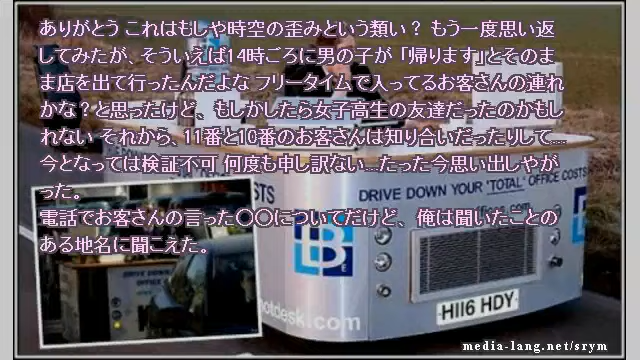 ありがとう これはもしや時空の歪みという類い？ もう一度思い返
してみたが、そういえば14時ごろに男の子が「帰ります」とそのま
ま店を出て行ったんだよな フリータイムで入ってるお客さんの連れ
かな？と思ったけど、もしかしたら女子高生の友達だったのかもし
れない それから、11番と10番のお客さんは知り合いだったりして…
今となっては検証不可 何度も申し訳ない…たった今思い出しやが
った。
電話でお客さんの言った〇〇についてだけど、俺は聞いたことの
ある地名に聞こえた。
COSTS
DRIVE DOWN YOUR 'TOTAL' OFFICE COSTS
DRIVE DOWN
hotdesk.com
H116 HDY
media-lang.net/srym